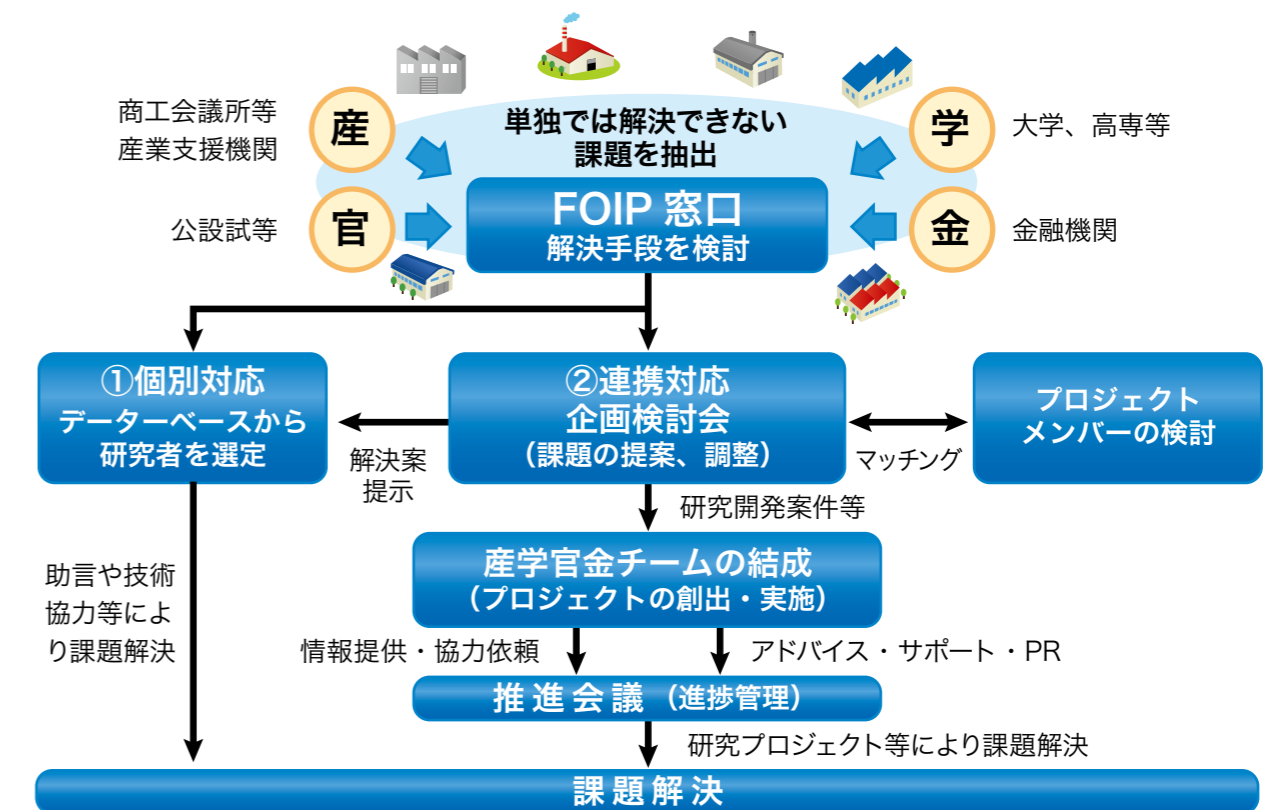 商工会議所等
産業支援機関
産
単独では解決できない
課題を抽出
学
大学、高専等
公設試等
官
FOIP 窓口
解決手段を検討
金
金融機関
①個別対応
データーベースから
研究者を選定
②連携対応
企画検討会
（課題の提案、調整）
プロジェクト
メンバーの検討
解決案
提示
マッチング
研究開発案件等
産学官金チームの結成
（プロジェクトの創出・実施）
助言や技術
協力等によ
り課題解決
情報提供・協力依頼
アドバイス・サポート・PR
推進会議（進捗管理）
研究プロジェクト等により課題解決
課題解決